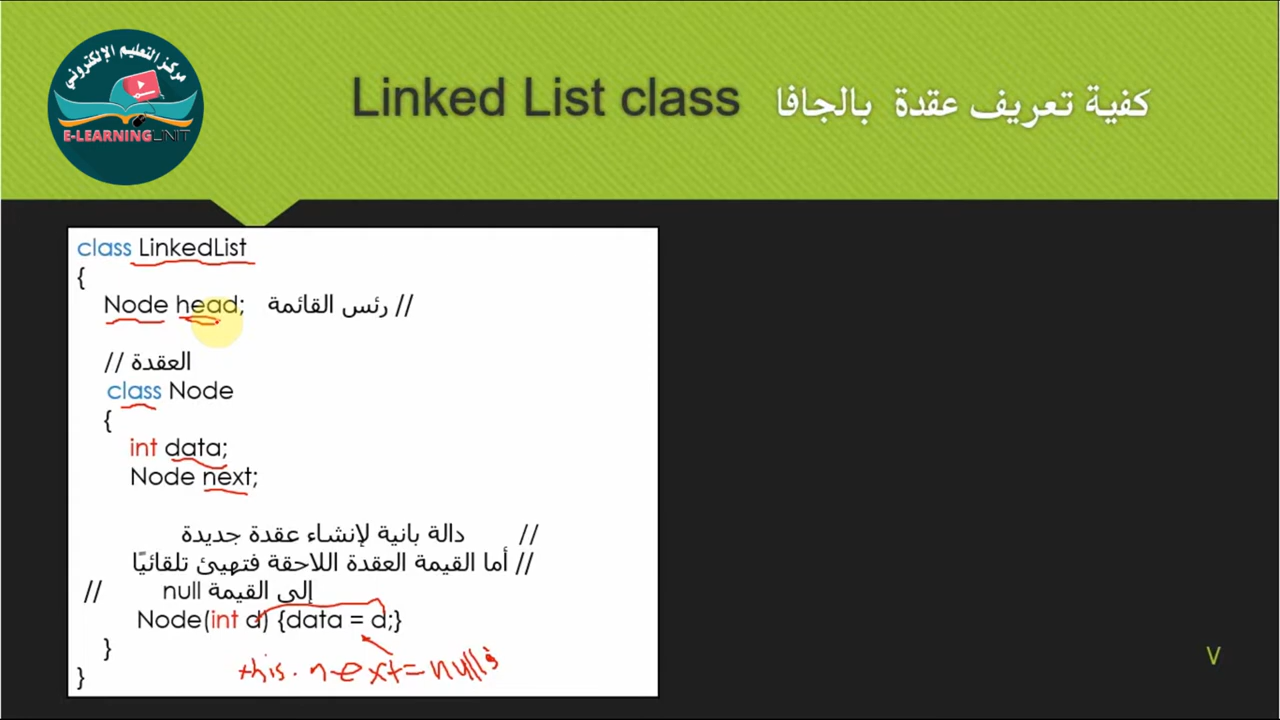 مركز التعليم الإلكتروني
E-LEARNING UNIT
كفية تعريف عقدة بالجافا Linked List class
class LinkedList
{
Node head; رئس القائمة //
// العقدة
class Node
{
int data;
Node next;
دالة بانية لإنشاء عقدة جديدة //
أما القيمة العقدة اللاحقة فتهيئ تلقائيًا //
// null إلى القيمة
Node(int d) {data = d;}
}
this.next=null;
}
٧